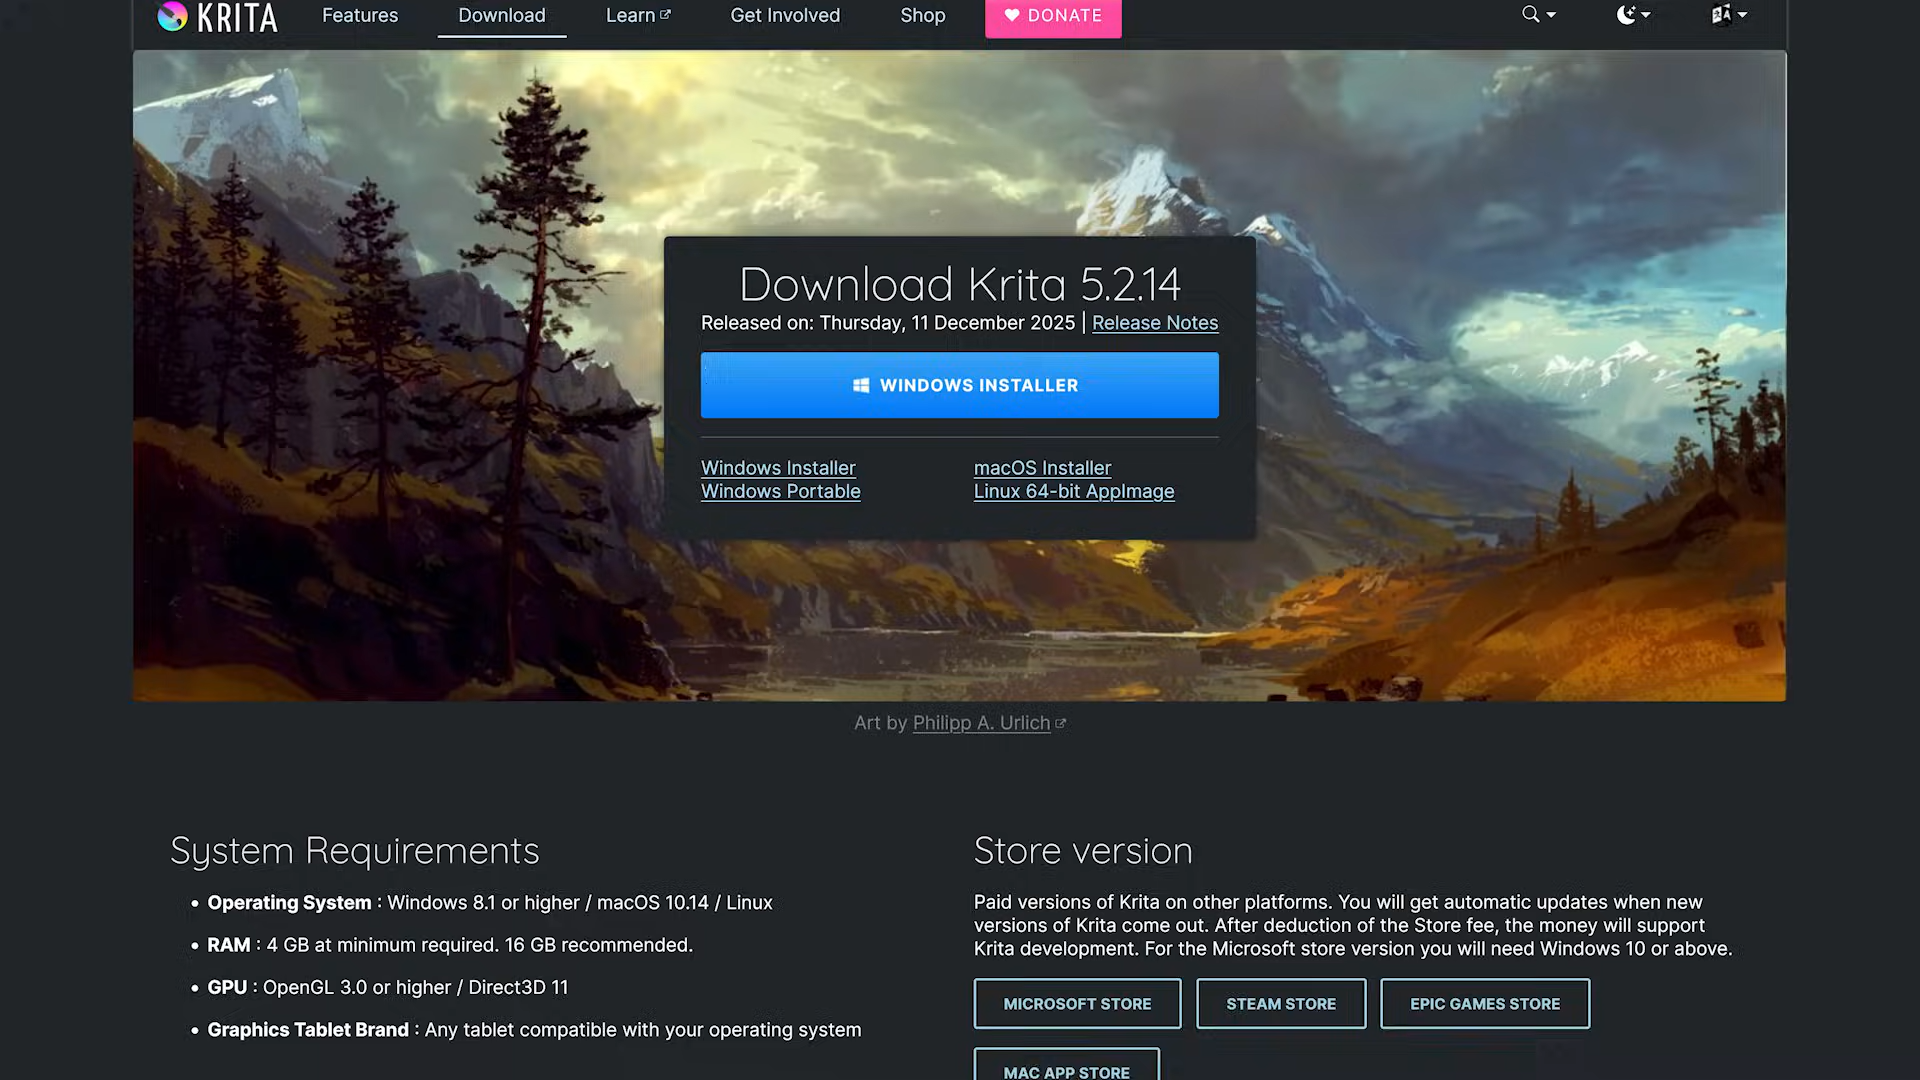 KRITA
Features
Download
Learn
Get Involved
Shop
DONATE
Download Krita 5.2.14
Released on: Thursday, 11 December 2025 | Release Notes
WINDOWS INSTALLER
Windows Installer
Windows Portable
macOS Installer
Linux 64-bit AppImage
Art by Philipp A. Urlich
System Requirements
• Operating System : Windows 8.1 or higher / macOS 10.14 / Linux
• RAM : 4 GB at minimum required. 16 GB recommended.
• GPU : OpenGL 3.0 or higher / Direct3D 11
• Graphics Tablet Brand : Any tablet compatible with your operating system
Store version
Paid versions of Krita on other platforms. You will get automatic updates when new
versions of Krita come out. After deduction of the Store fee, the money will support
Krita development. For the Microsoft store version you will need Windows 10 or above.
MICROSOFT STORE
STEAM STORE
EPIC GAMES STORE
MAC APP STORE